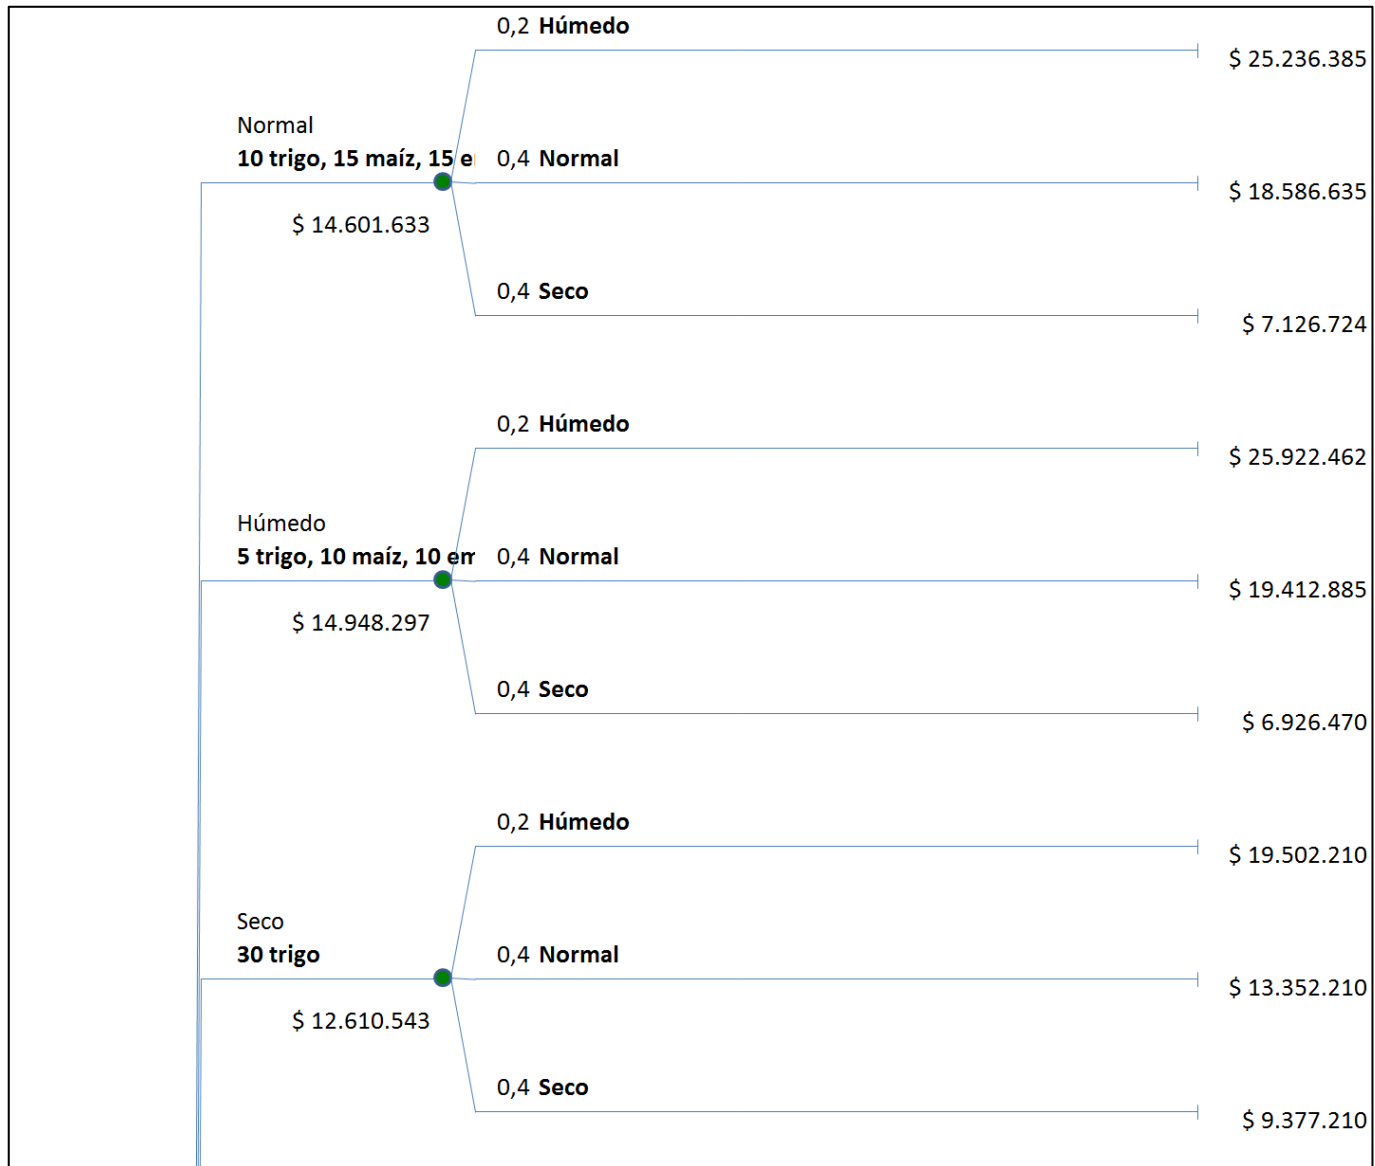 0,2 Húmedo
$ 25.236.385
Normal
10 trigo, 15 maíz, 15 e
0,4 Normal
$ 18.586.635
$ 14.601.633
0,4 Seco
$ 7.126.724
0,2 Húmedo
$ 25.922.462
Húmedo
5 trigo, 10 maíz, 10 em
0,4 Normal
$ 19.412.885
$ 14.948.297
0,4 Seco
$ 6.926.470
0,2 Húmedo
$ 19.502.210
Seco
30 trigo
0,4 Normal
$ 13.352.210
$ 12.610.543
0,4 Seco
$ 9.377.210